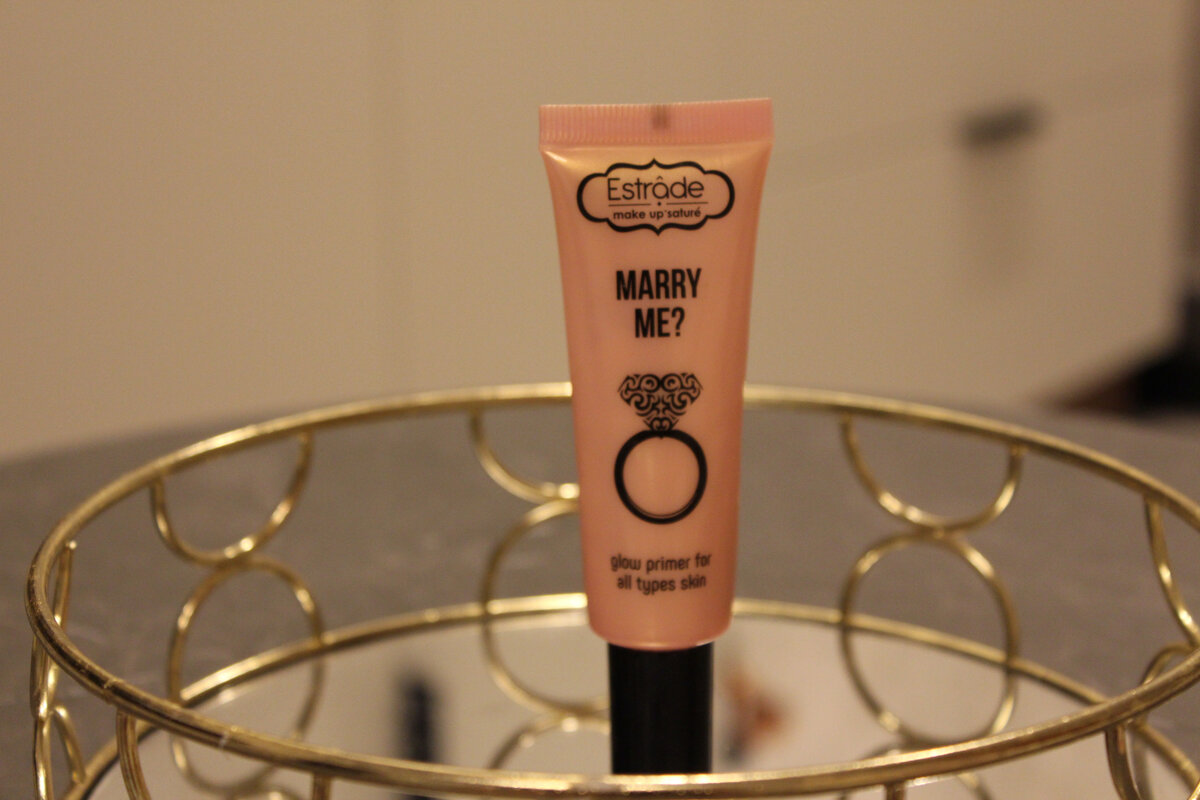 Estrâde
make up saturé
MARRY
ME?
glow primer for
all types skin